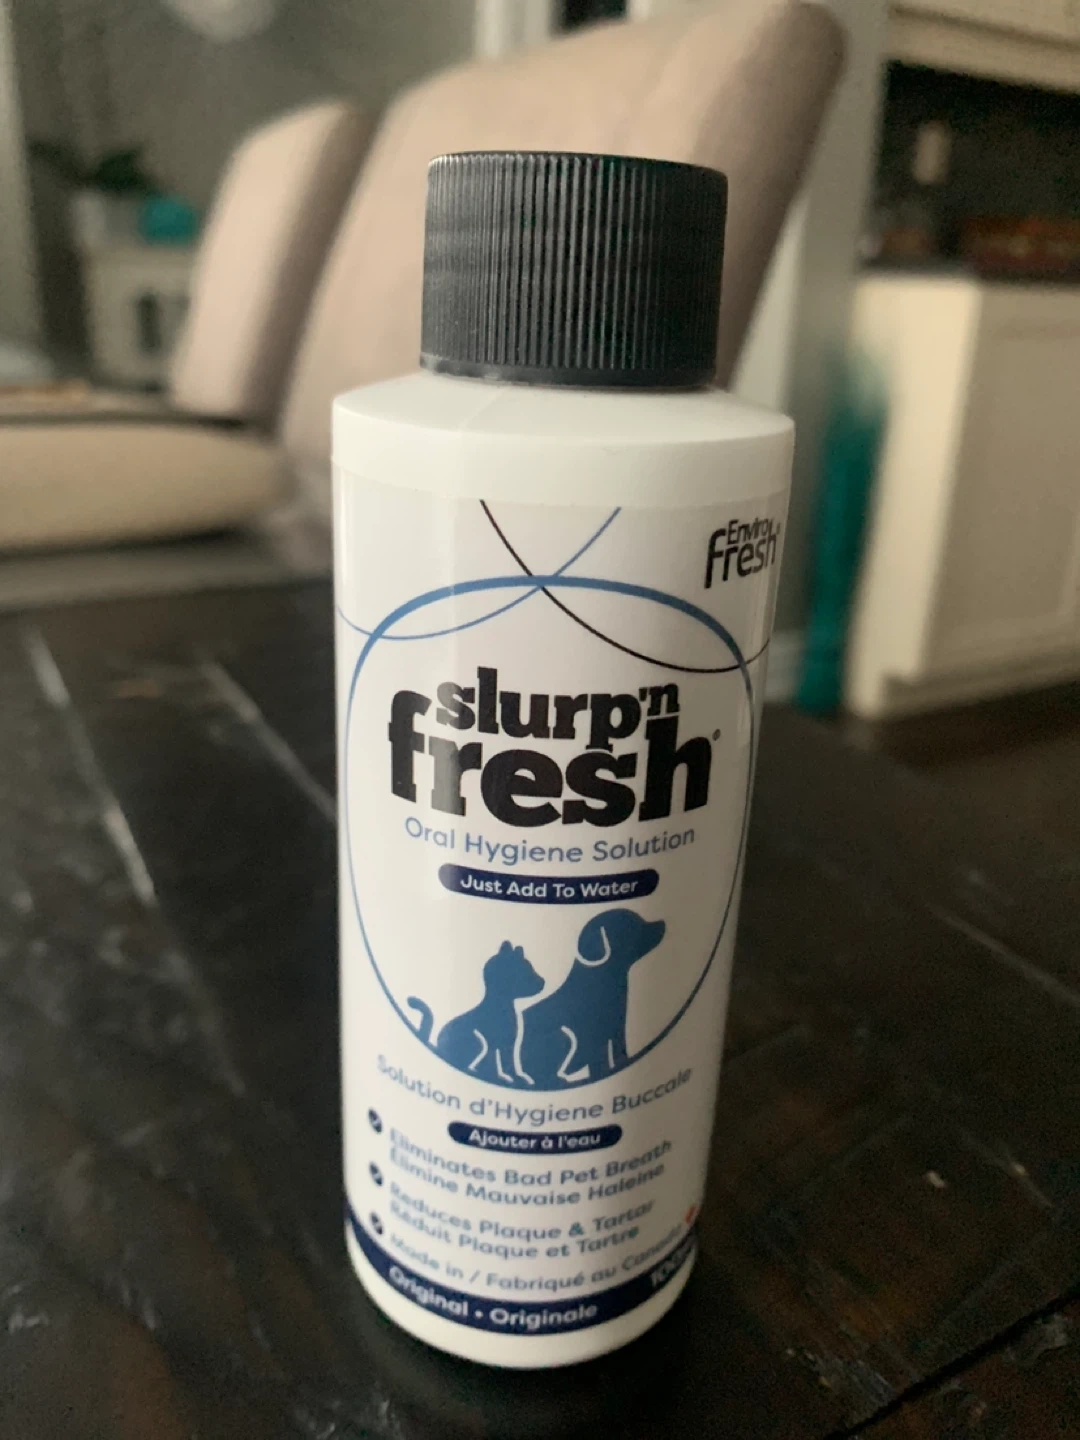 Enviro
fresh®
slurp'n
fresh®
Oral Hygiene Solution
Just Add To Water
Solution d'Hygiene Buccale
Ajouter à l'eau
Eliminates Bad Pet Breath
Élimine Mauvaise Haleine
Reduces Plaque & Tartar
Réduit Plaque et Tartre
Made in / Fabriqué au Canada
Original • Originale